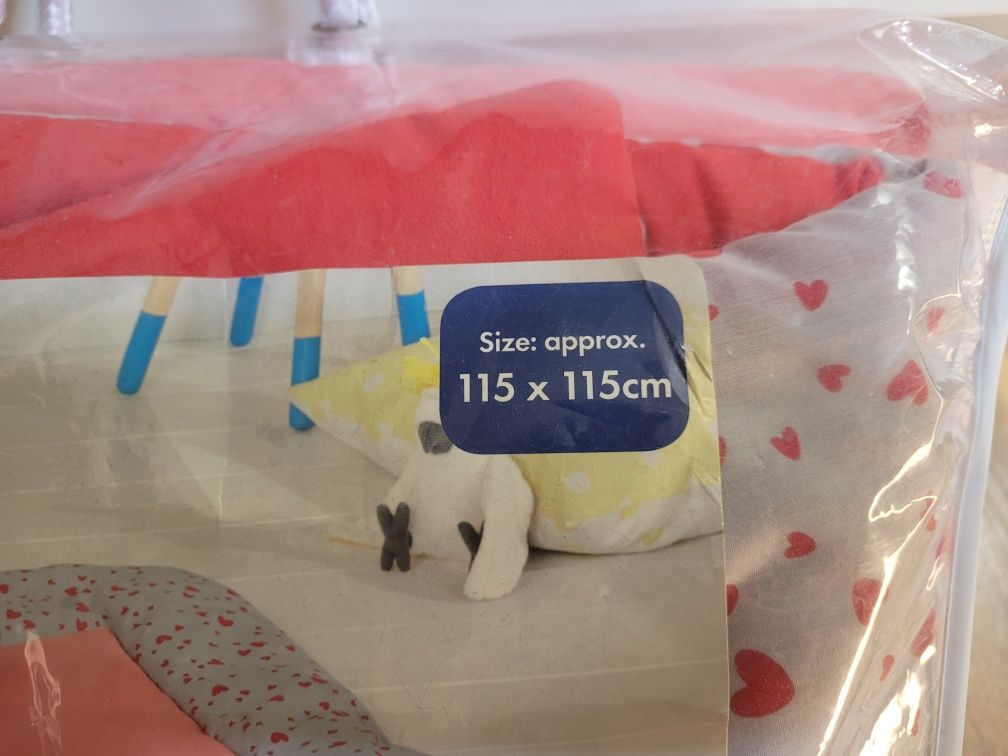 Size: approx.
115 x 115cm